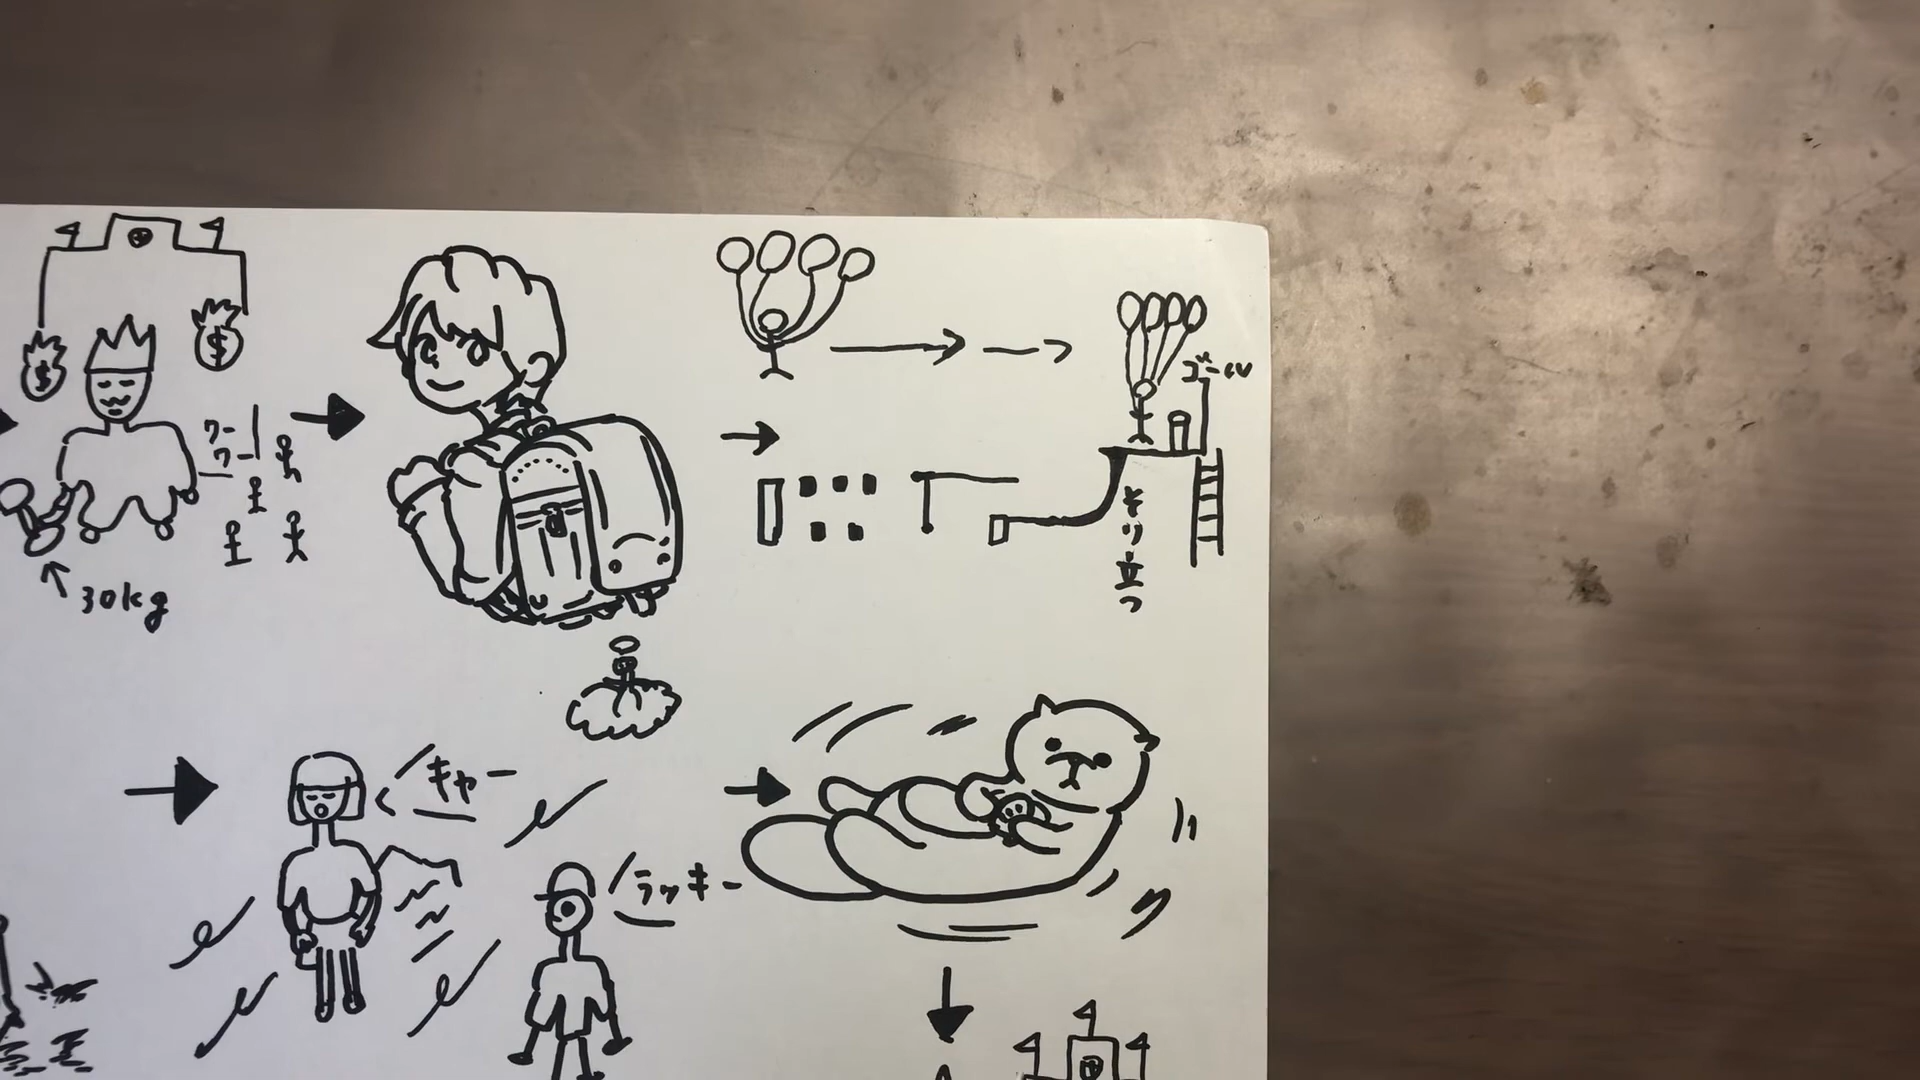 ワー
ワー
30kg
ゴール
そり立つ
キャー
ラッキー